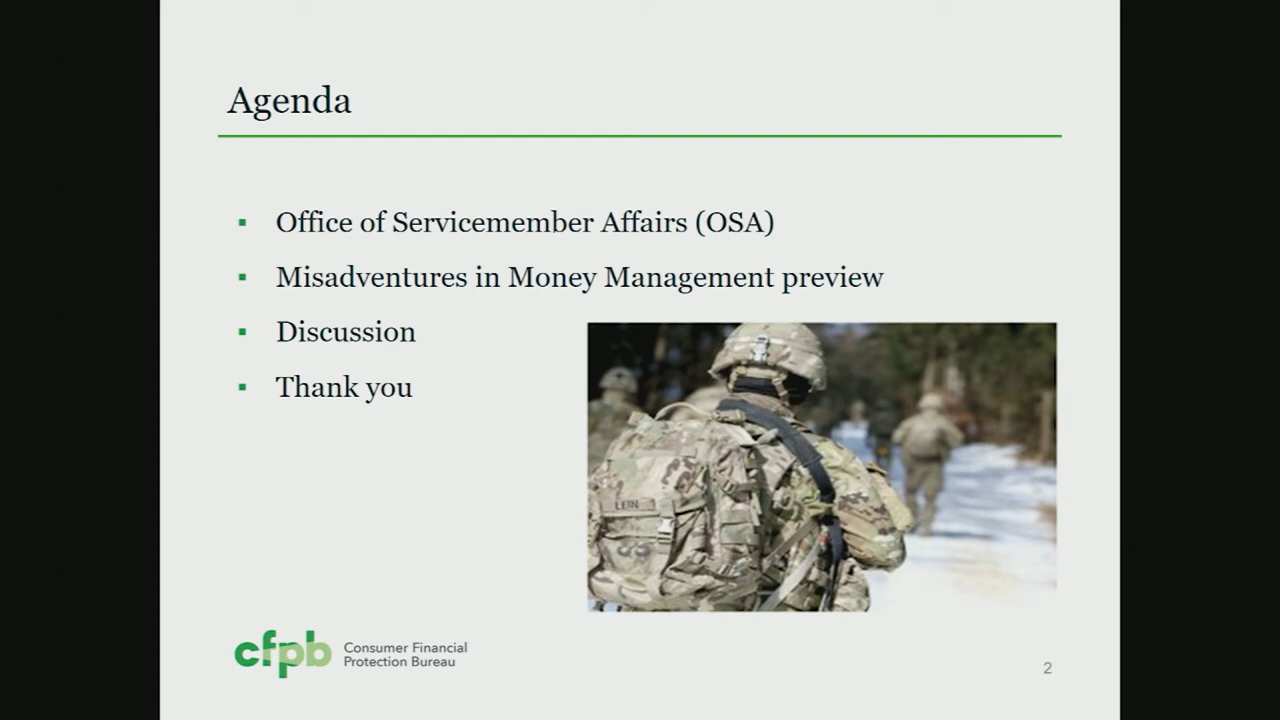 Agenda
Office of Servicemember Affairs (OSA)
Misadventures in Money Management preview
Discussion
Thank you
LEIN
cfpb
Consumer Financial
Protection Bureau
2